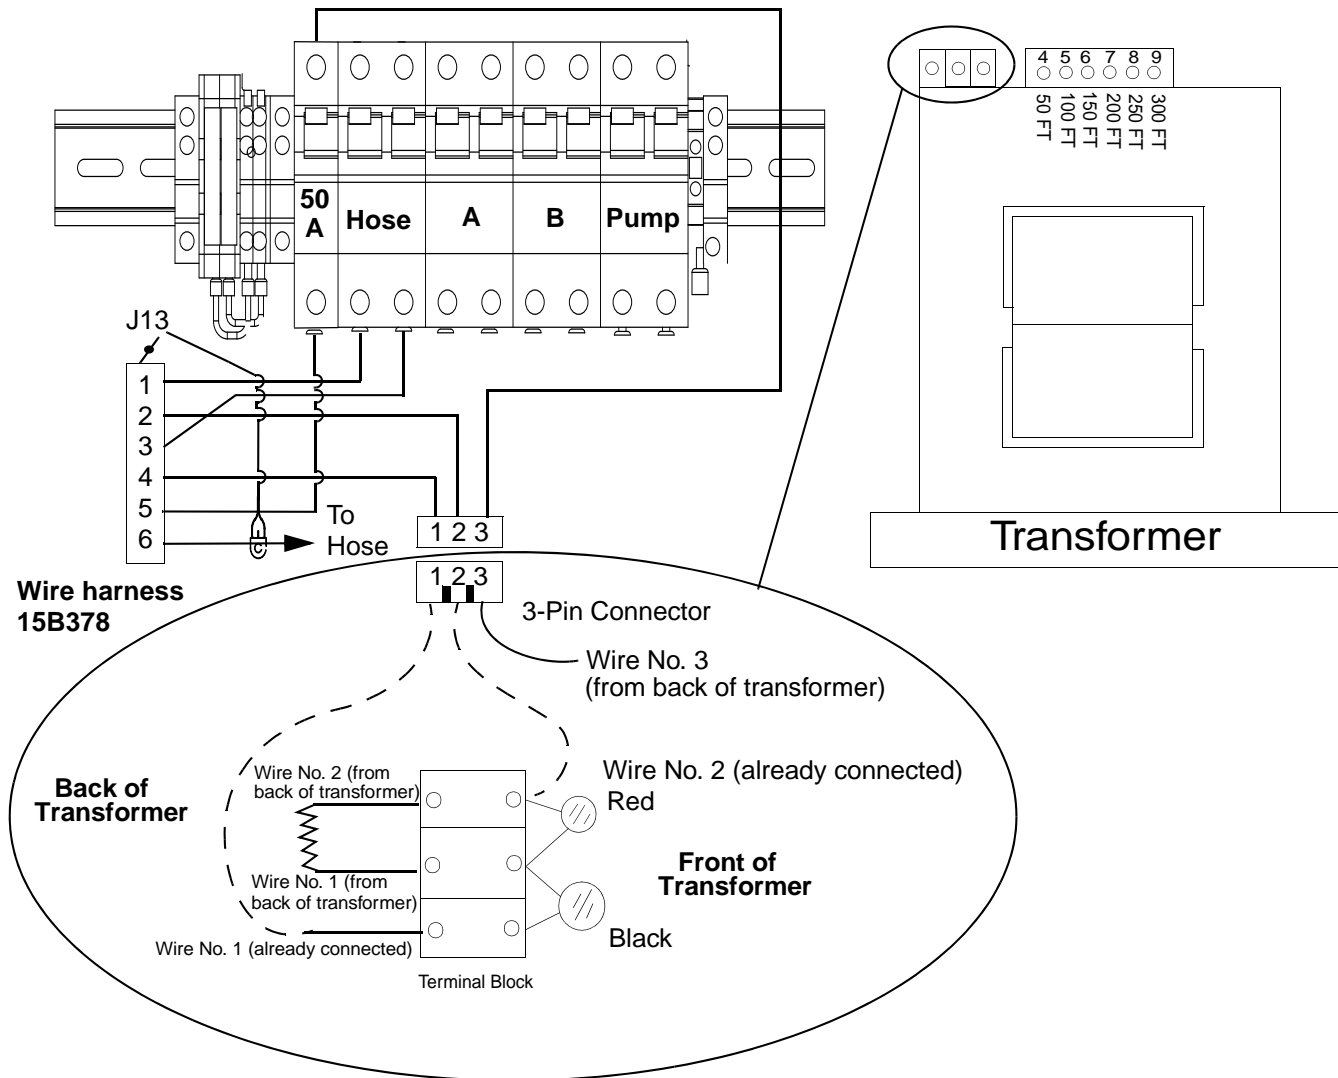 4 5 6 7 8 9
50 FT
100 FT
150 FT
200 FT
250 FT
300 FT
50
A
Hose
A
B
Pump
J13
1
2
3
4
5
6
To
Hose
1 2 3
Transformer
Wire harness
15B378
1 2 3
3-Pin Connector
Wire No. 3
(from back of transformer)
Back of
Transformer
Wire No. 2 (from
back of transformer)
Wire No. 2 (already connected)
Red
Wire No. 1 (from
back of transformer)
Front of
Transformer
Wire No. 1 (already connected)
Black
Terminal Block